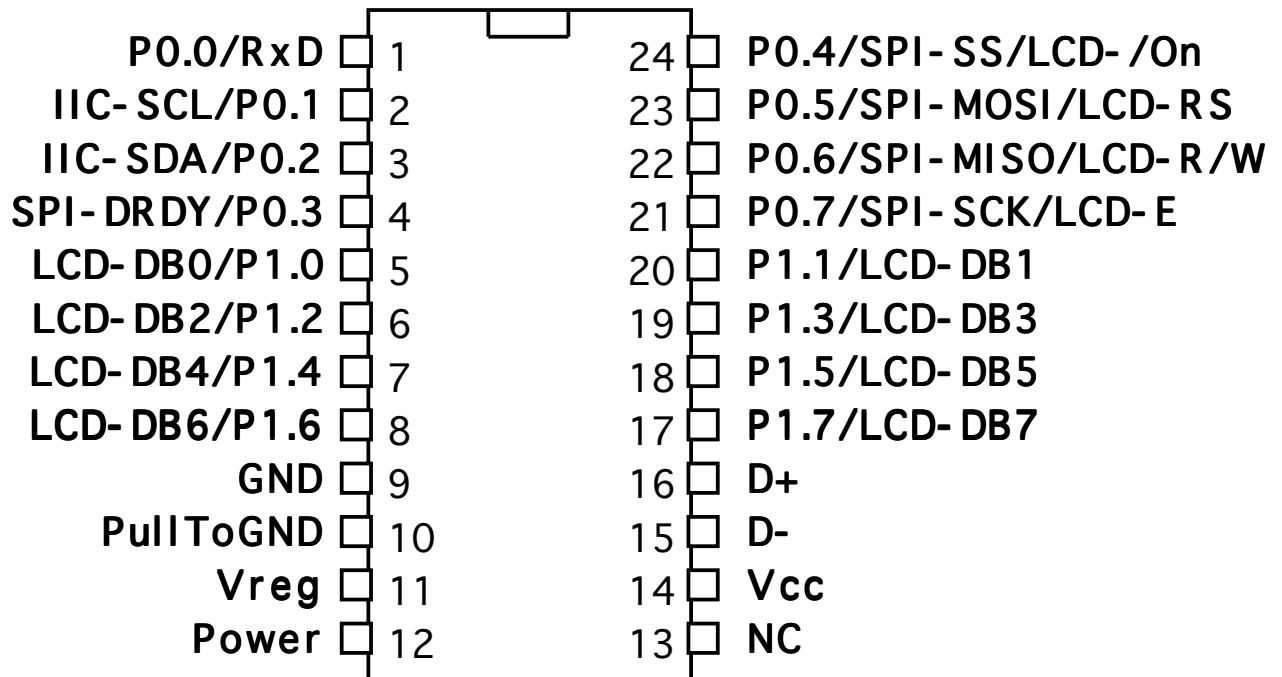 P0.0/RxD 1 24 P0.4/SPI-SS/LCD-/On
IIC-SCL/P0.1 2 23 P0.5/SPI-MOSI/LCD-RS
IIC-SDA/P0.2 3 22 P0.6/SPI-MISO/LCD-R/W
SPI-DRDY/P0.3 4 21 P0.7/SPI-SCK/LCD-E
LCD-DB0/P1.0 5 20 P1.1/LCD-DB1
LCD-DB2/P1.2 6 19 P1.3/LCD-DB3
LCD-DB4/P1.4 7 18 P1.5/LCD-DB5
LCD-DB6/P1.6 8 17 P1.7/LCD-DB7
GND 9 16 D+
PullToGND 10 15 D-
Vreg 11 14 Vcc
Power 12 13 NC